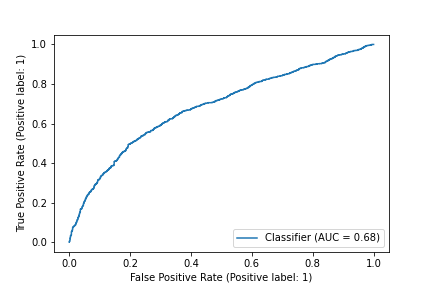 1.0
0.8
0.6
0.4
0.2
0.0
True Positive Rate (Positive label: 1)
Classifier (AUC = 0.68)
0.0 0.2 0.4 0.6 0.8 1.0
False Positive Rate (Positive label: 1)